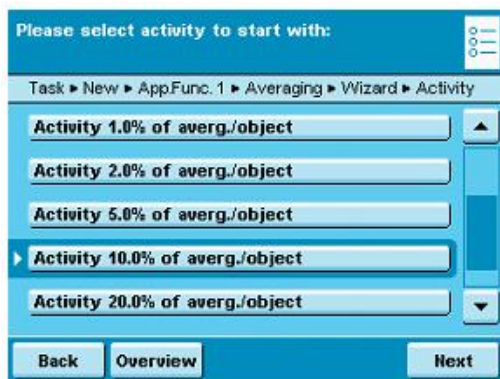 Please select activity to start with:
Task ▸ New ▸ App.Func. 1 ▸ Averaging ▸ Wizard ▸ Activity
Activity 1.0% of averg./object
Activity 2.0% of averg./object
Activity 5.0% of averg./object
Activity 10.0% of averg./object
Activity 20.0% of averg./object
Back Overview Next